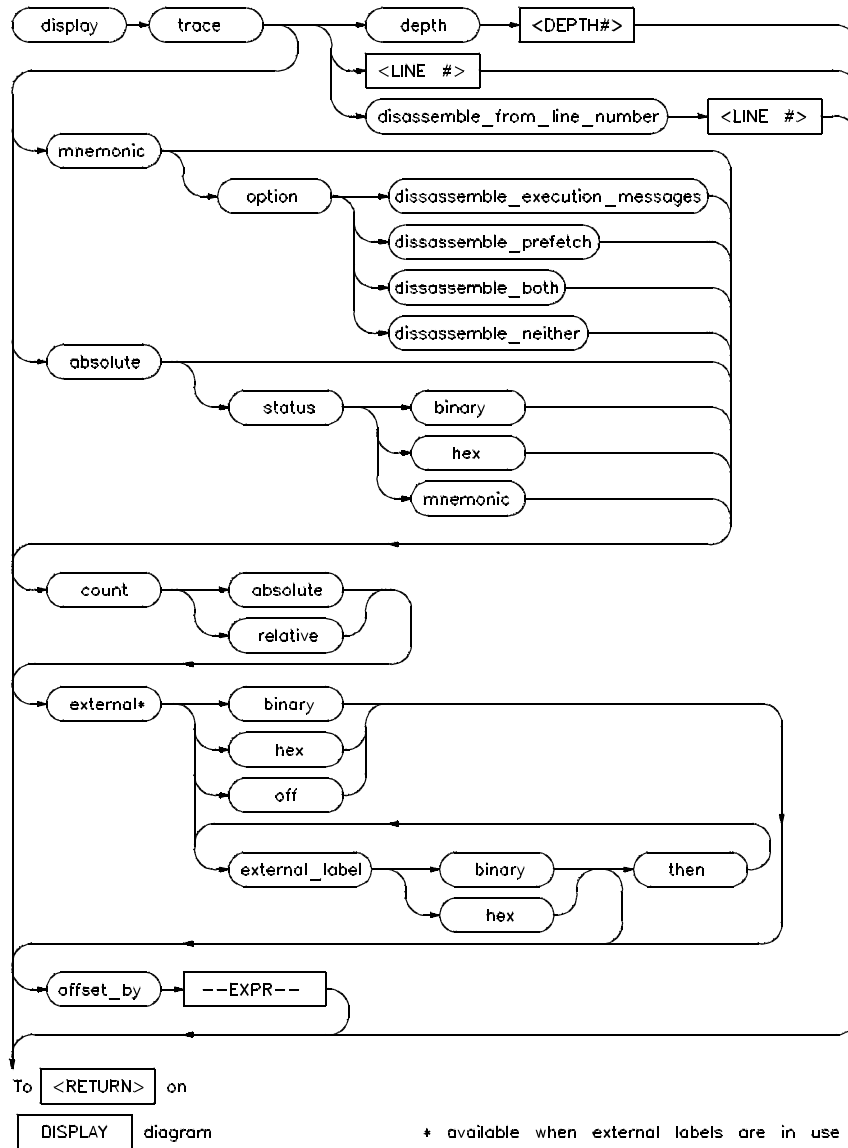 display trace depth <DEPTH#>
<LINE #>
disassemble_from_line_number <LINE #>
mnemonic
option dissassemble_execution_messages
dissassemble_prefetch
dissassemble_both
dissassemble_neither
absolute
status binary
hex
mnemonic
count absolute
relative
external* binary
hex
off
external_label binary then
hex
offset_by --EXPR--
To <RETURN> on
DISPLAY diagram * available when external labels are in use